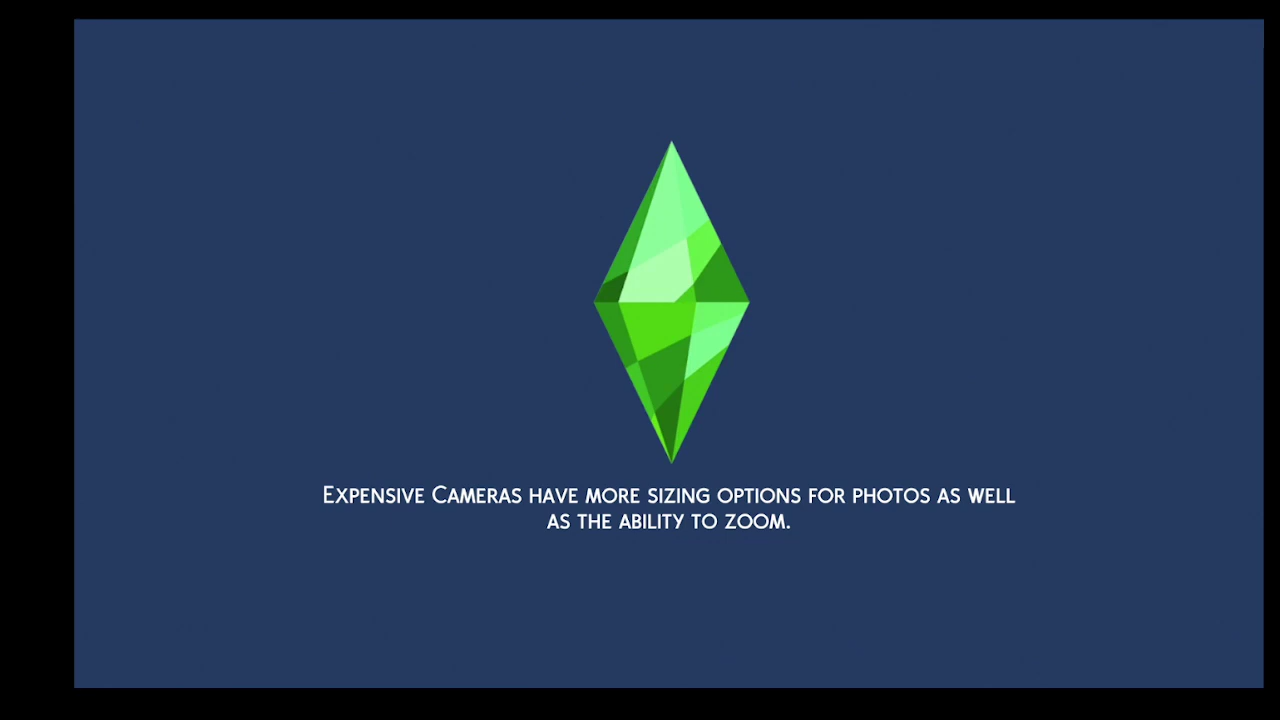 Expensive Cameras have more sizing options for photos as well
as the ability to zoom.